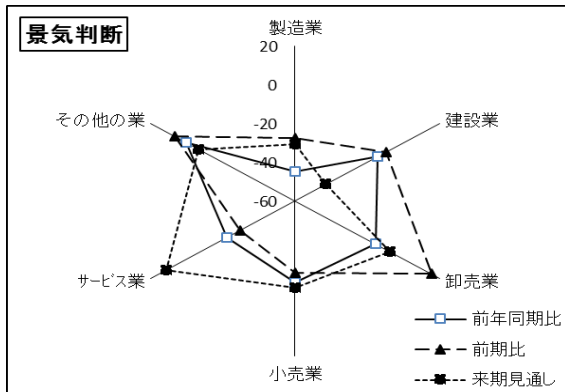 景気判断
製造業
20
0
-20
-40
-60
その他の業
建設業
サービス業
卸売業
小売業
前年同期比
前期比
来期見通し